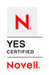 N
YES
CERTIFIED
Novell.